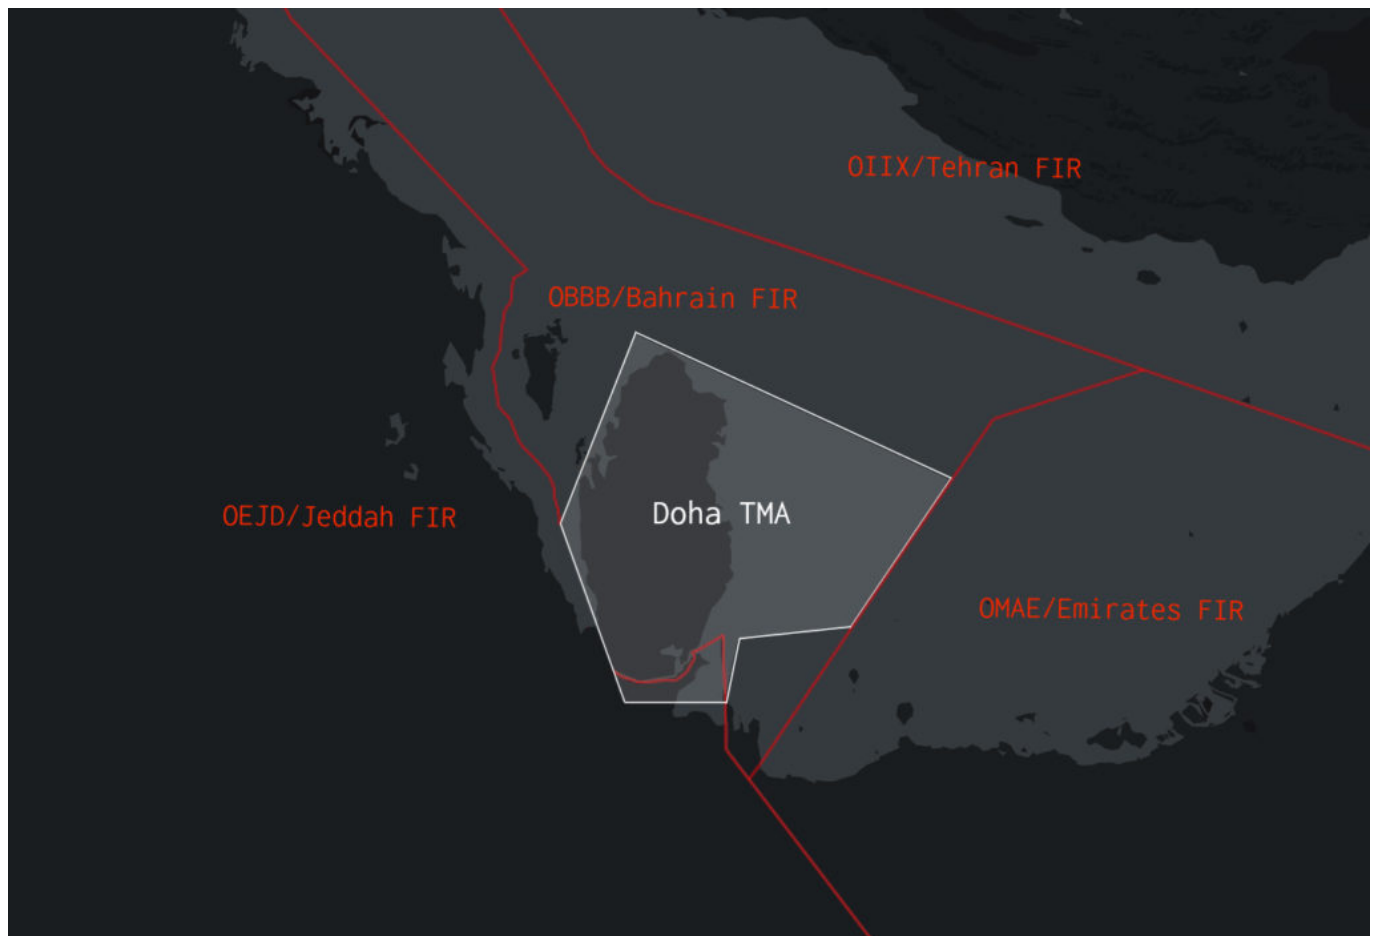 OIIX/Tehran FIR
OBBB/Bahrain FIR
Doha TMA
OEJD/Jeddah FIR
OMAE/Emirates FIR